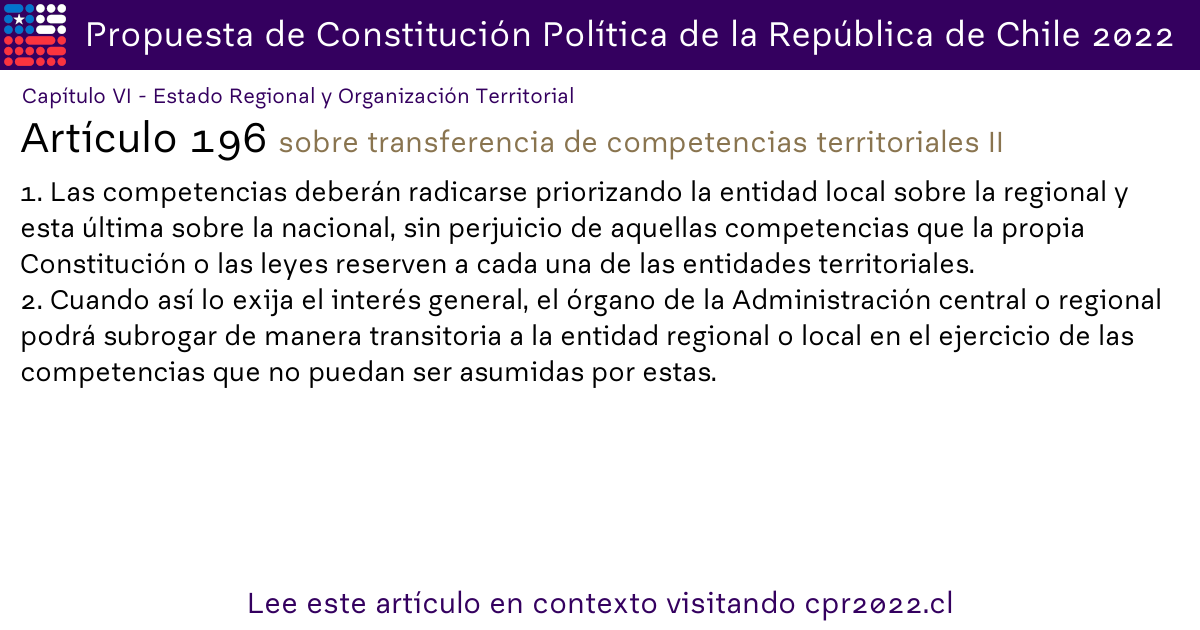 Propuesta de Constitución Política de la República de Chile 2022
Capítulo VI - Estado Regional y Organización Territorial
Artículo 196 sobre transferencia de competencias territoriales II
1. Las competencias deberán radicarse priorizando la entidad local sobre la regional y
esta última sobre la nacional, sin perjuicio de aquellas competencias que la propia
Constitución o las leyes reserven a cada una de las entidades territoriales.
2. Cuando así lo exija el interés general, el órgano de la Administración central o regional
podrá subrogar de manera transitoria a la entidad regional o local en el ejercicio de las
competencias que no puedan ser asumidas por estas.
Lee este artículo en contexto visitando cpr2022.cl